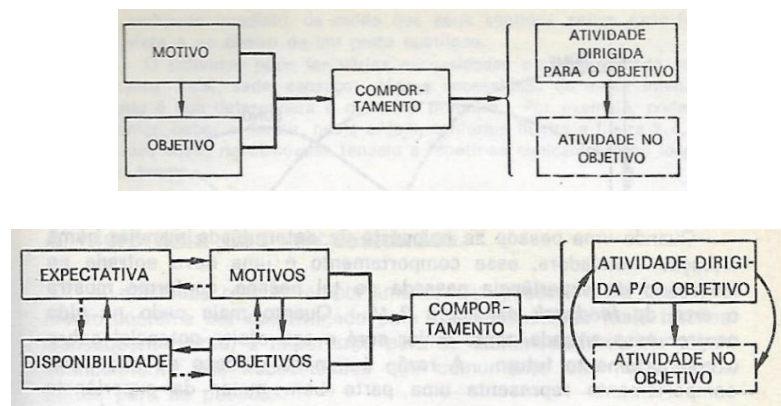 MOTIVO
OBJETIVO
COMPOR-
TAMENTO
ATIVIDADE
DIRIGIDA
PARA O OBJETIVO
ATIVIDADE NO
OBJETIVO
EXPECTATIVA
DISPONIBILIDADE
MOTIVOS
OBJETIVOS
COMPOR-
TAMENTO
ATIVIDADE DIRIGI-
DA P/ O OBJETIVO
ATIVIDADE NO
OBJETIVO